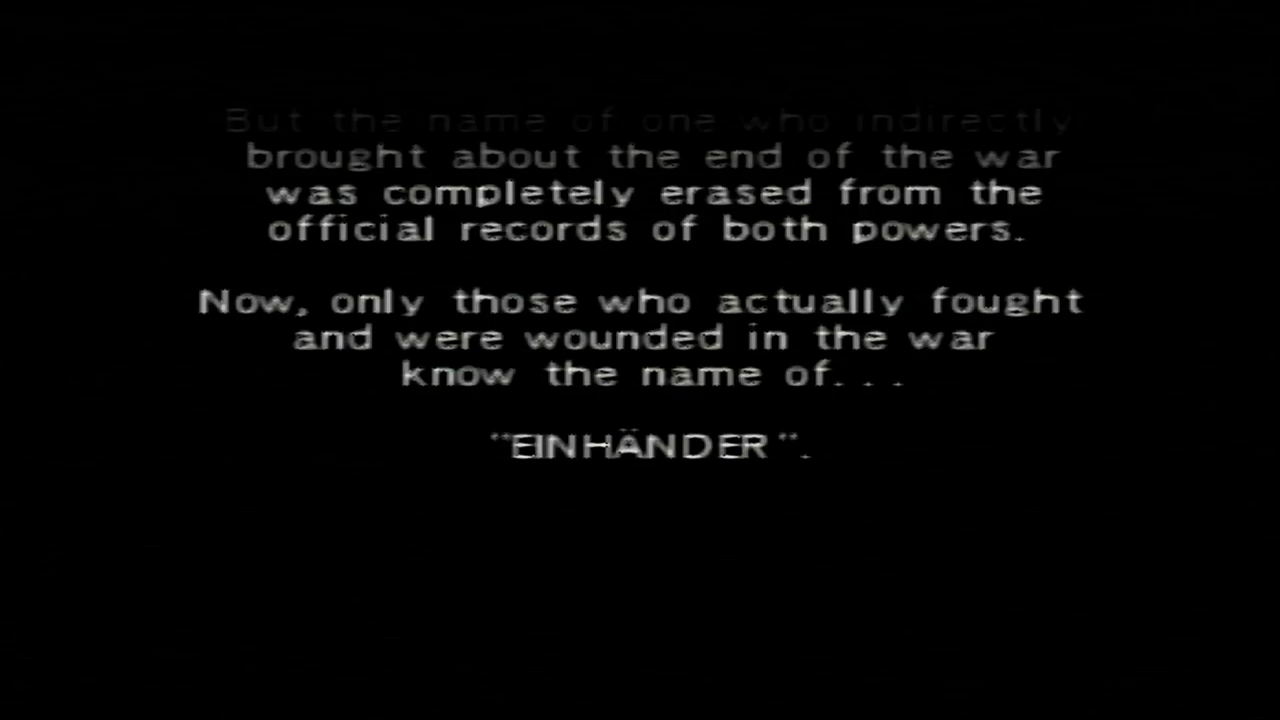 But the name of one who indirectly
brought about the end of the war
was completely erased from the
official records of both powers.
Now, only those who actually fought
and were wounded in the war
know the name of...
"EINHÄNDER".